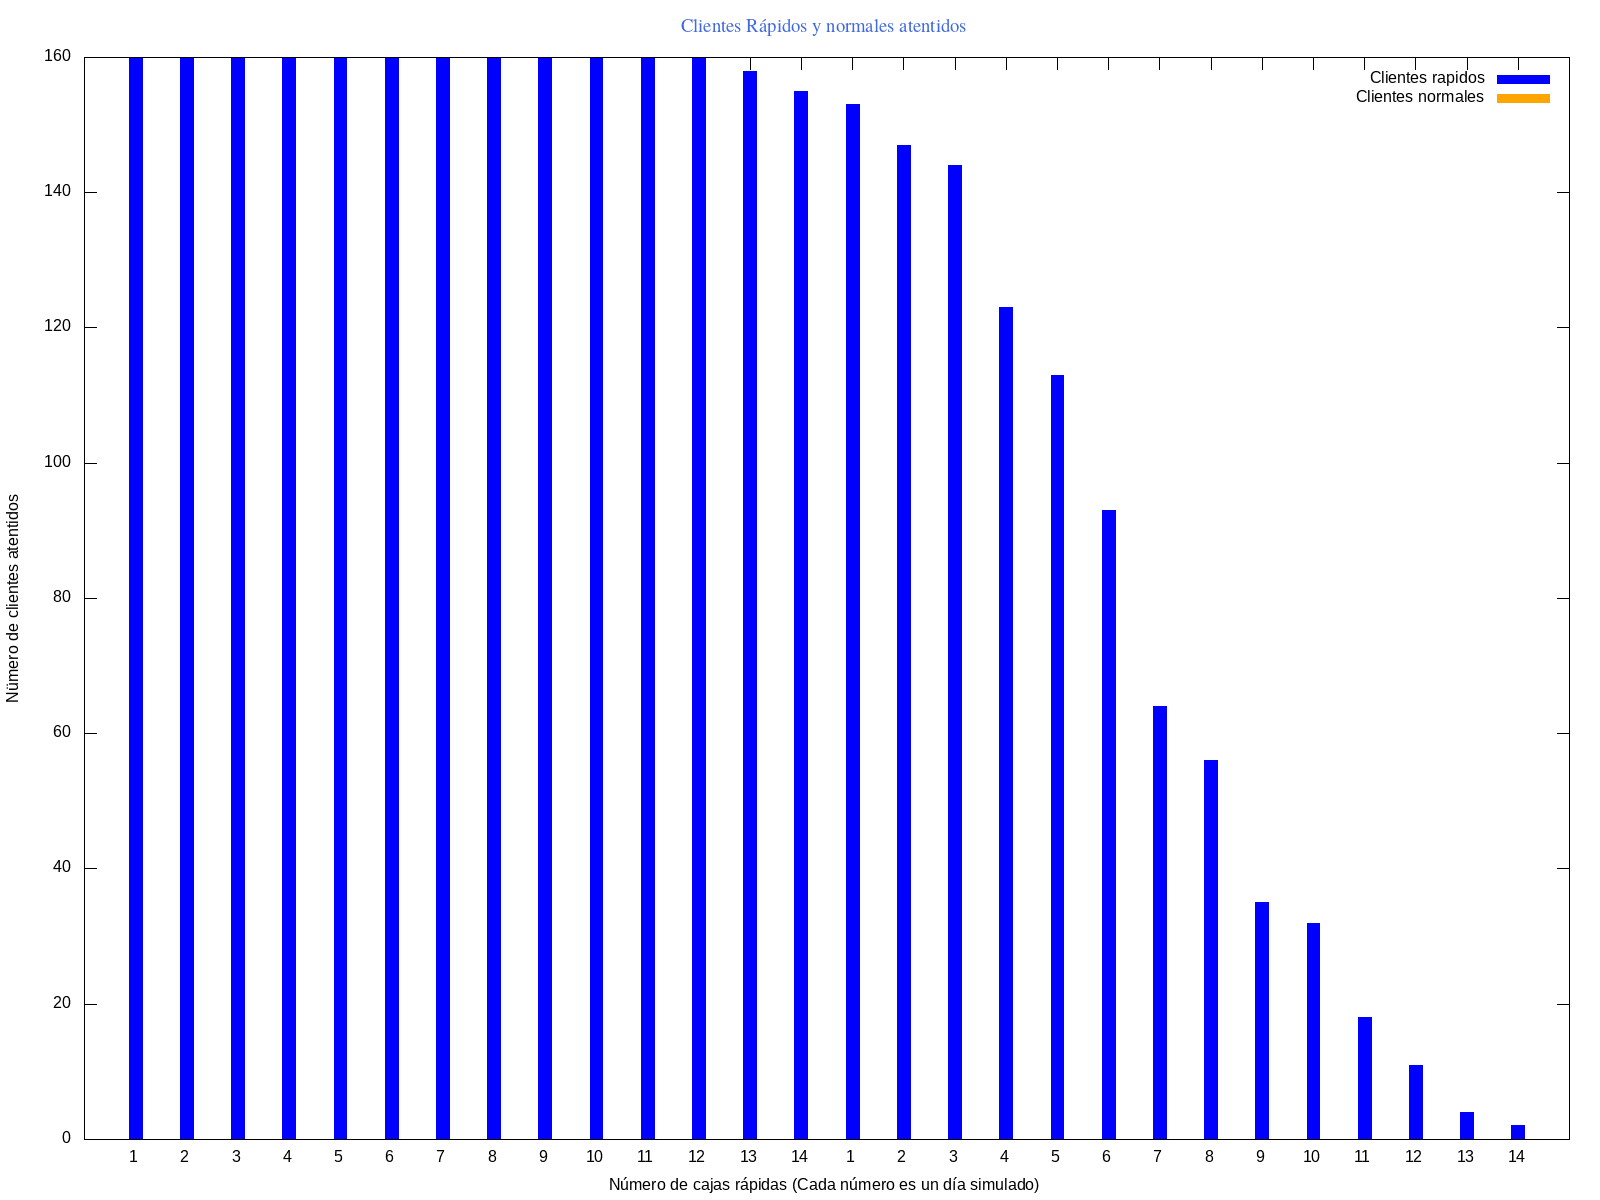 Clientes Rápidos y normales atentidos
160
140
120
100
80
60
40
20
0
Número de clientes atentidos
Clientes rapidos
Clientes normales
1 2 3 4 5 6 7 8 9 10 11 12 13 14 1 2 3 4 5 6 7 8 9 10 11 12 13 14
Número de cajas rápidas (Cada número es un día simulado)